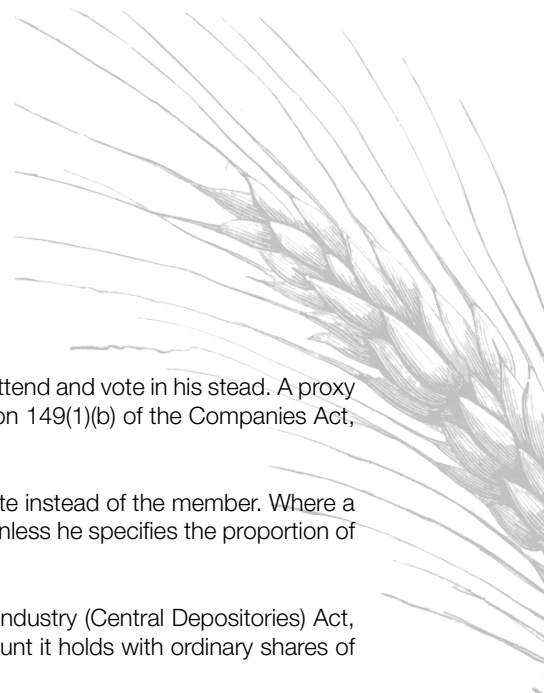 ttend and vote in his stead. A proxy
on 149(1)(b) of the Companies Act,
te instead of the member. Where a
nless he specifies the proportion of
ndustry (Central Depositories) Act,
unt it holds with ordinary shares of